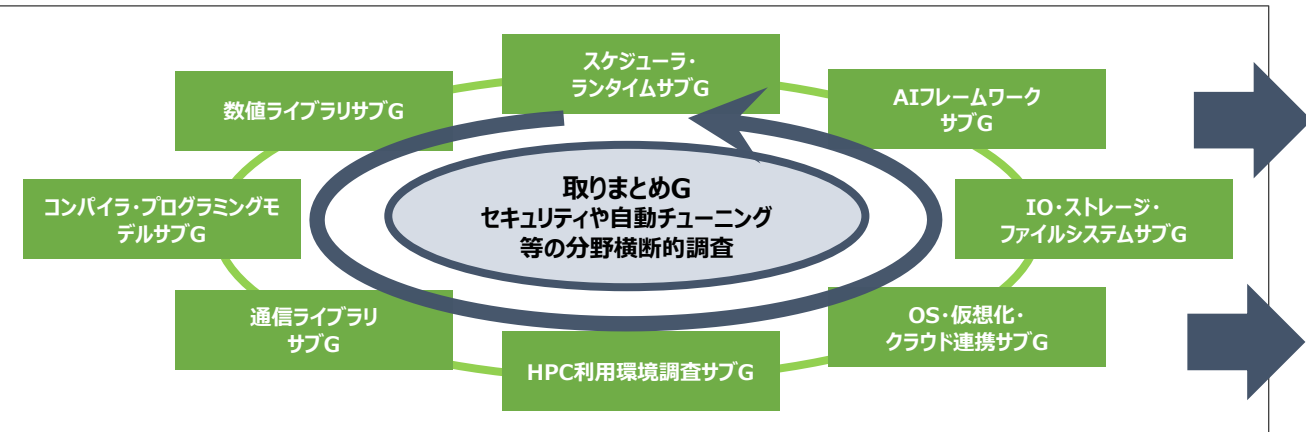 スケジューラ・
ランタイムサブG
数値ライブラリサブG
AIフレームワーク
サブG
コンパイラ・プログラミングモ
デルサブG
取りまとめG
セキュリティや自動チューニング
等の分野横断的調査
IO・ストレージ・
ファイルシステムサブG
通信ライブラリ
サブG
OS・仮想化・
クラウド連携サブG
HPC利用環境調査サブG